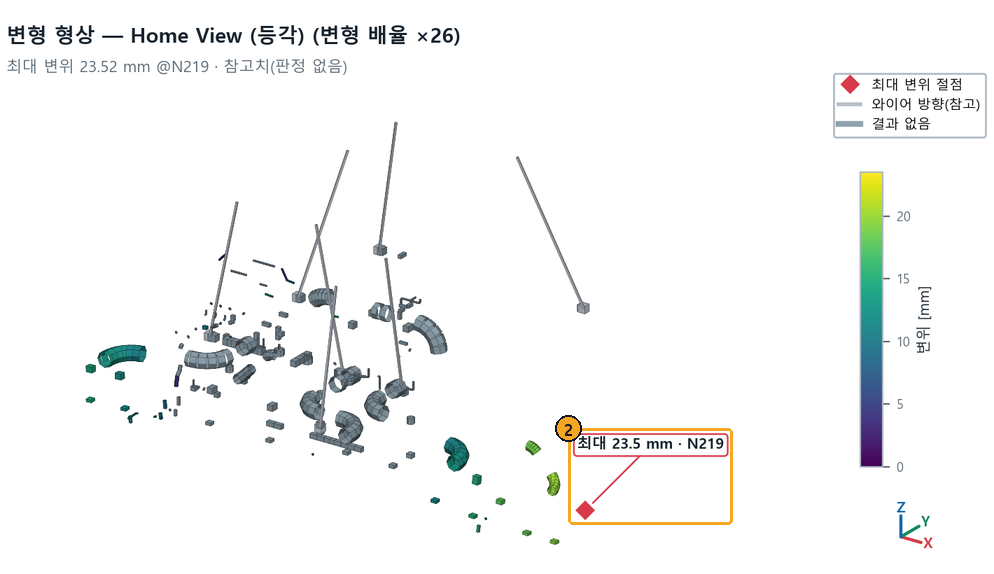 변형 형상 — Home View (등각) (변형 배율 ×26)
최대 변위 23.52 mm @N219 · 참고치(판정 없음)
최대 변위 절점
와이어 방향(참고)
결과 없음
20
15
10
5
0
변위 [mm]
2
최대 23.5 mm · N219
Z
Y
X